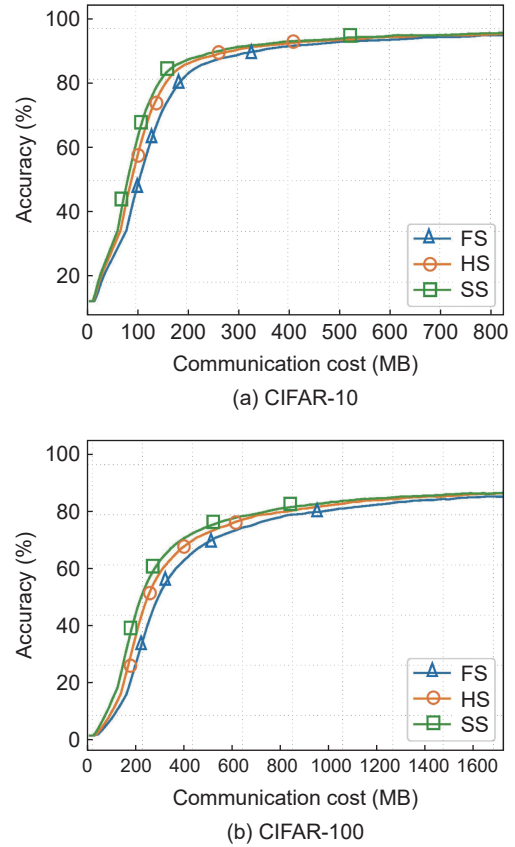 100
80
60
40
20
Accuracy (%)
FS
HS
SS
0 100 200 300 400 500 600 700 800
Communication cost (MB)
(a) CIFAR-10
100
80
60
40
20
0
Accuracy (%)
FS
HS
SS
0 200 400 600 800 1000 1200 1400 1600
Communication cost (MB)
(b) CIFAR-100